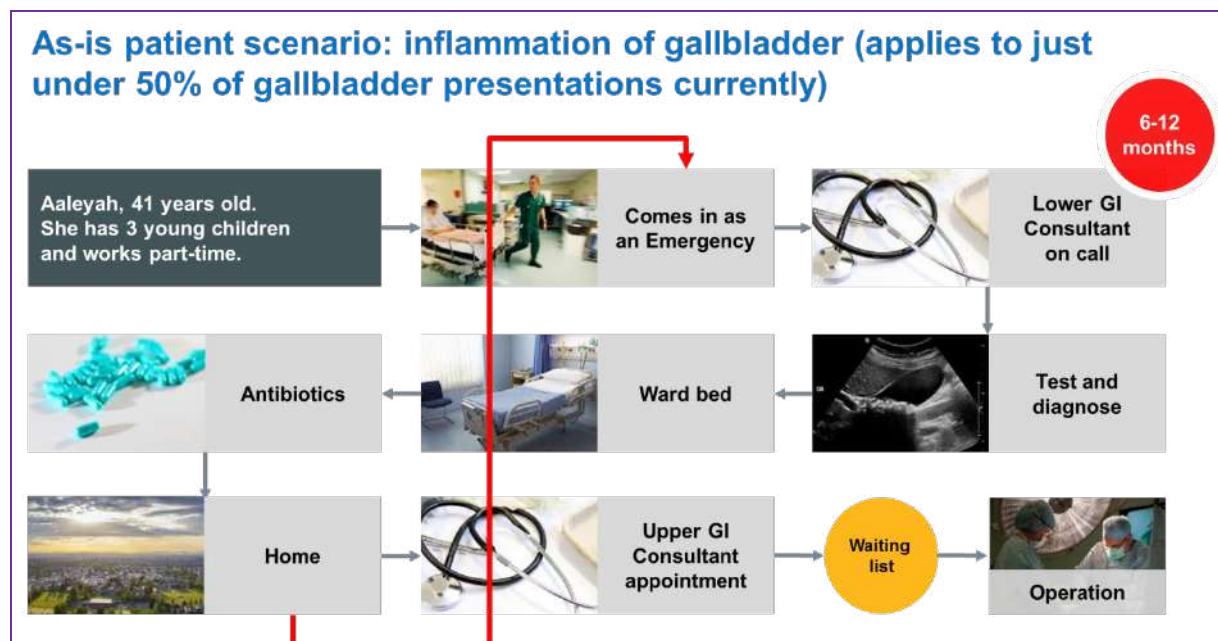 As-is patient scenario: inflammation of gallbladder (applies to just
under 50% of gallbladder presentations currently)
6-12
months
Aaleyah, 41 years old.
She has 3 young children
and works part-time.
Comes in as
an Emergency
Lower GI
Consultant
on call
Antibiotics
Ward bed
Test and
diagnose
Home
Upper GI
Consultant
appointment
Waiting
list
Operation